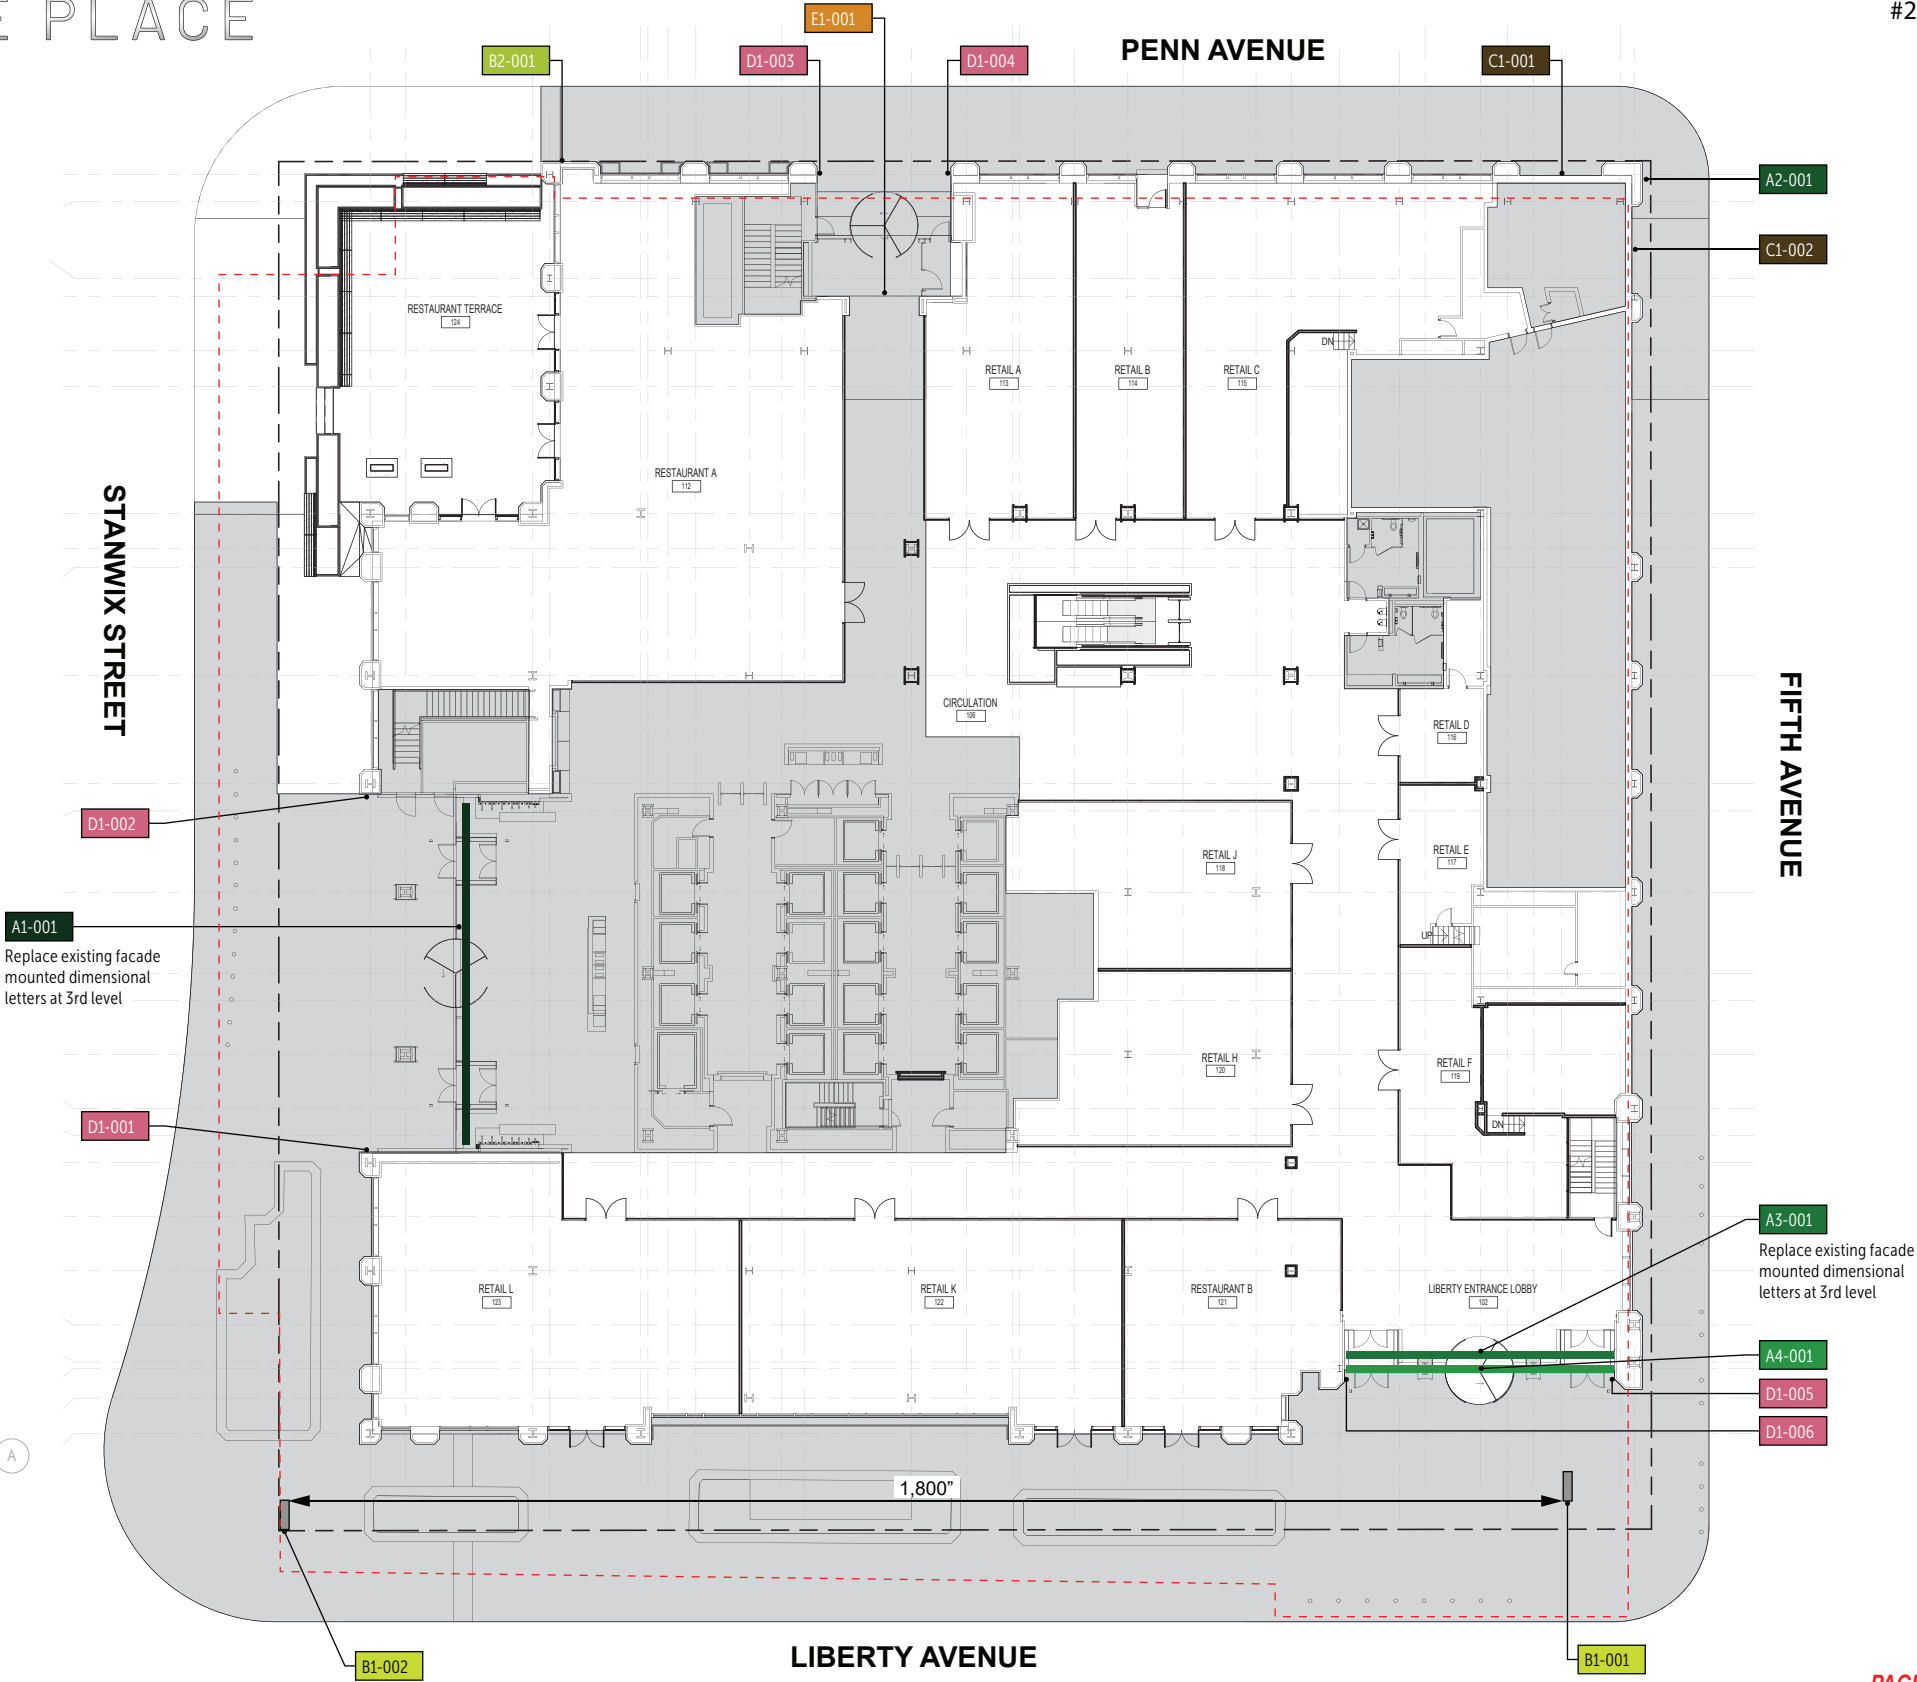 E PLACE
#2
E1-001
B2-001
D1-003
D1-004
PENN AVENUE
C1-001
A2-001
C1-002
RESTAURANT TERRACE
124
DN
RETAIL A
113
RETAIL B
114
RETAIL C
115
RESTAURANT A
112
STANWIX STREET
FIFTH AVENUE
CIRCULATION
106
RETAIL D
116
D1-002
RETAIL J
118
RETAIL E
117
UP
A1-001
Replace existing facade
mounted dimensional
letters at 3rd level
RETAIL H
120
RETAIL F
119
DN
D1-001
A3-001
Replace existing facade
mounted dimensional
letters at 3rd level
RETAIL L
123
RETAIL K
122
RESTAURANT B
121
LIBERTY ENTRANCE LOBBY
102
A4-001
D1-005
D1-006
A
1,800”
LIBERTY AVENUE
B1-002
B1-001